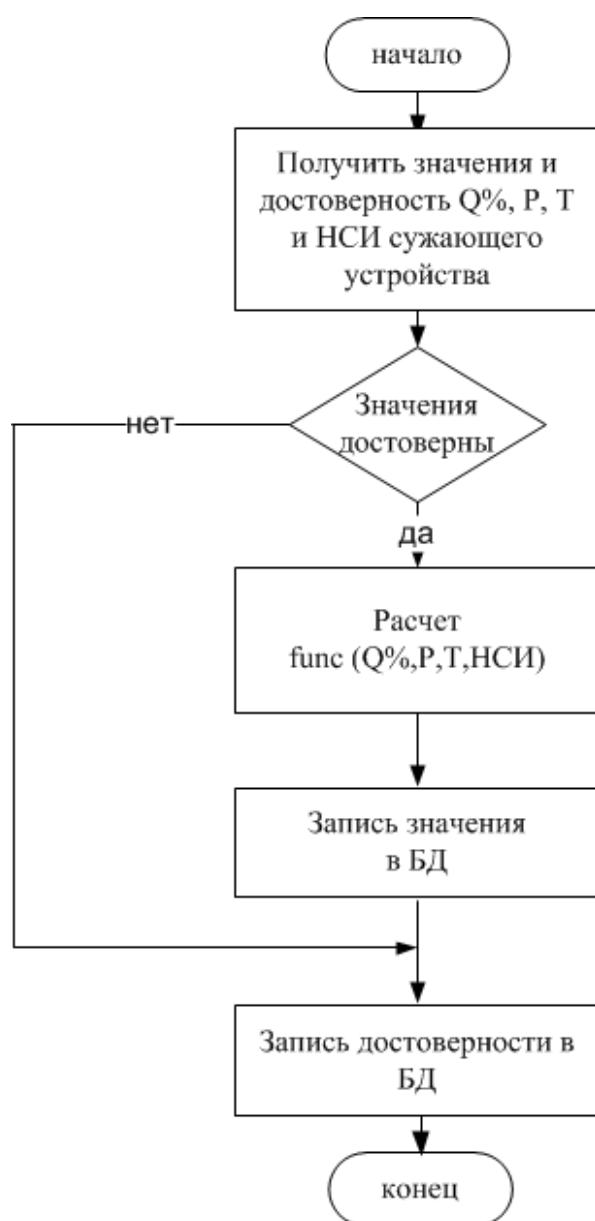 начало
Получить значения и
достоверность Q%, P, T
и НСИ сужающего
устройства
Значения
достоверны
нет
да
Расчет
func (Q%,P,T,НСИ)
Запись значения
в БД
Запись достоверности в
БД
конец